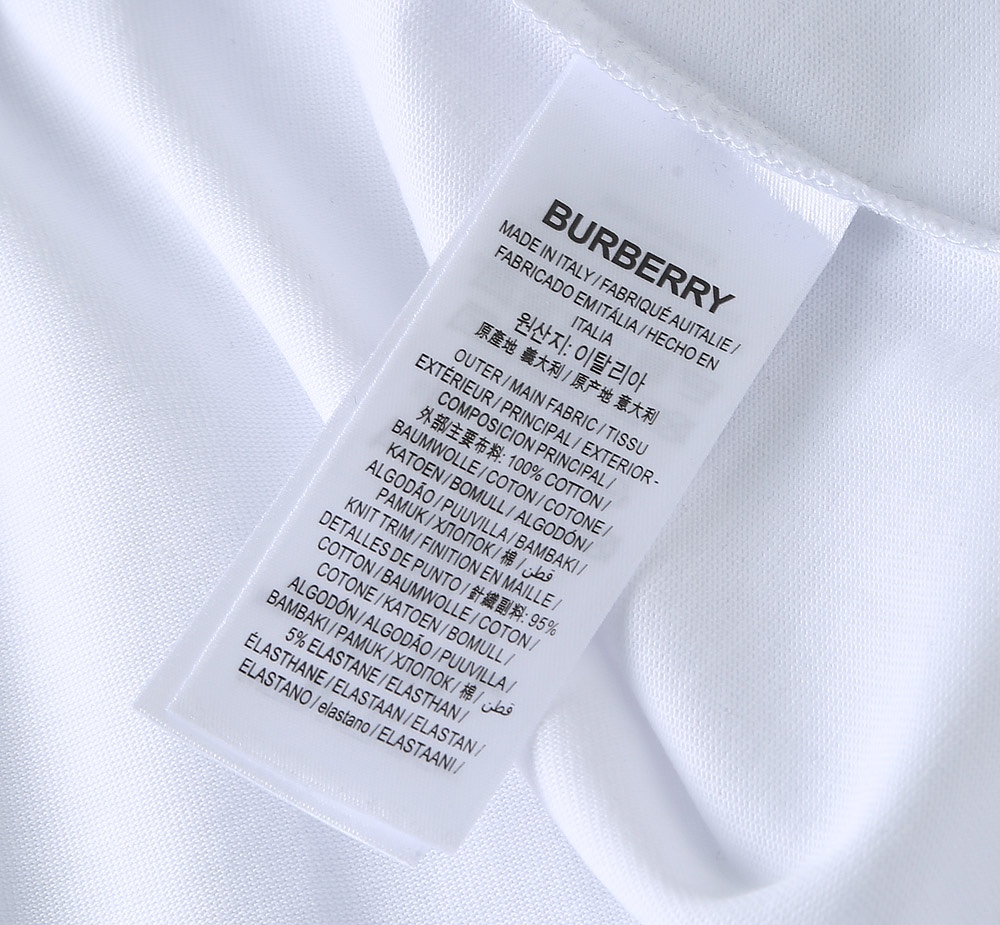 BURBERRY
MADE IN ITALY / FABRIQUÉ AUITALIE /
FABRICADO EMITÁLIA / HECHO EN
ITALIA
원산지: 이탈리아
原產地 義大利 / 原产地 意大利
OUTER / MAIN FABRIC / TISSU
EXTÉRIEUR / PRINCIPAL / EXTERIOR -
COMPOSICION PRINCIPAL /
外部主要布料: 100% COTTON /
BAUMWOLLE / COTON / COTONE /
KATOEN / BOMULL / ALGODÓN /
ALGODÃO / PUUVILLA / BAMBAKI /
PAMUK / ХЛОПОК / 棉 / قطن
KNIT TRIM / FINITION EN MAILLE /
DETALLES DE PUNTO / 針織副料: 95%
COTTON / BAUMWOLLE / COTON /
COTONE / KATOEN / BOMULL /
ALGODÓN / ALGODÃO / PUUVILLA /
BAMBAKI / PAMUK / ХЛОПОК / 棉 / قطن
5% ELASTANE / ELASTHAN /
ÉLASTHANE / ELASTAAN / ELASTAN /
ELASTANO / elastano / ELASTAANI /